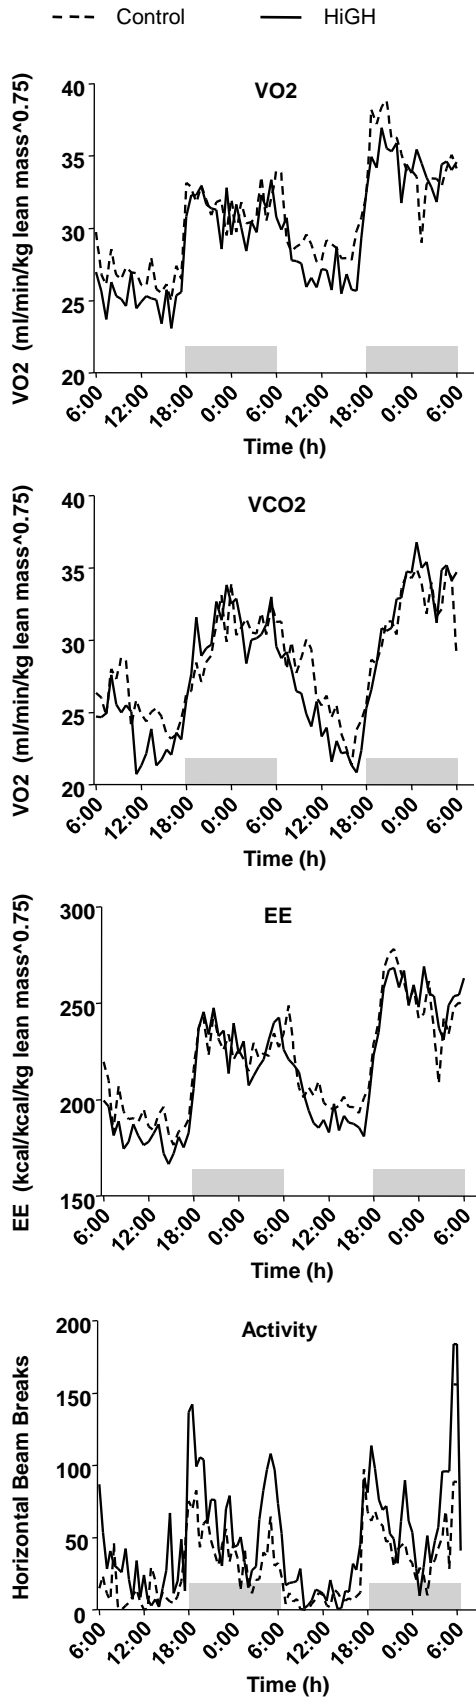 Control HiGH
VO2
VO2 (ml/min/kg lean mass^0.75)
40
35
30
25
20
6:00 12:00 18:00 0:00 6:00 12:00 18:00 0:00 6:00
Time (h)
VCO2
VO2 (ml/min/kg lean mass^0.75)
40
35
30
25
20
6:00 12:00 18:00 0:00 6:00 12:00 18:00 0:00 6:00
Time (h)
EE
EE (kcal/kcal/kg lean mass^0.75)
300
250
200
150
6:00 12:00 18:00 0:00 6:00 12:00 18:00 0:00 6:00
Time (h)
Activity
Horizontal Beam Breaks
200
150
100
50
0
6:00 12:00 18:00 0:00 6:00 12:00 18:00 0:00 6:00
Time (h)